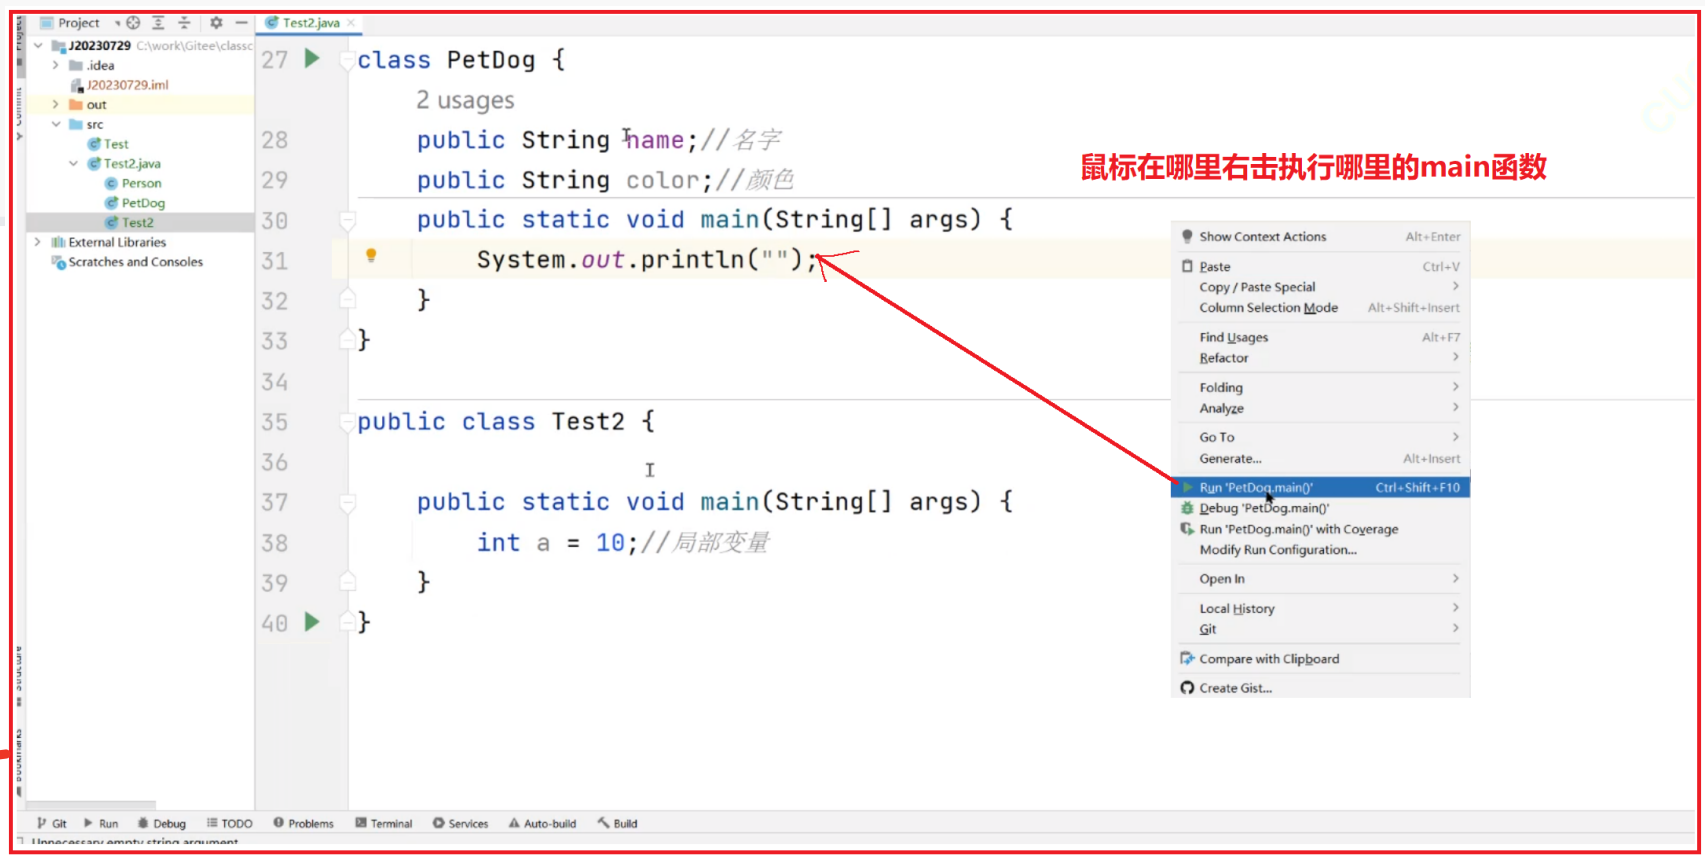 Project
Test2.java
J20230729 C:\work\Gitee\classc
.idea
J20230729.iml
out
src
Test
Test2.java
Person
PetDog
Test2
External Libraries
Scratches and Consoles
27 class PetDog {
2 usages
28 public String name;//名字
29 public String color;//颜色
30 public static void main(String[] args) {
31 System.out.println("");
32 }
33 }
34
35 public class Test2 {
36
37 public static void main(String[] args) {
38 int a = 10;//局部变量
39 }
40 }
鼠标在哪里右击执行哪里的main函数
Show Context Actions Alt+Enter
Paste Ctrl+V
Copy / Paste Special
Column Selection Mode Alt+Shift+Insert
Find Usages Alt+F7
Refactor
Folding
Analyze
Go To
Generate... Alt+Insert
Run 'PetDog.main()' Ctrl+Shift+F10
Debug 'PetDog.main()'
Run 'PetDog.main()' with Coverage
Modify Run Configuration...
Open In
Local History
Git
Compare with Clipboard
Create Gist...
Commit
Structure
Bookmarks
Git Run Debug TODO Problems Terminal Services Auto-build Build
Unnecessary empty string argument